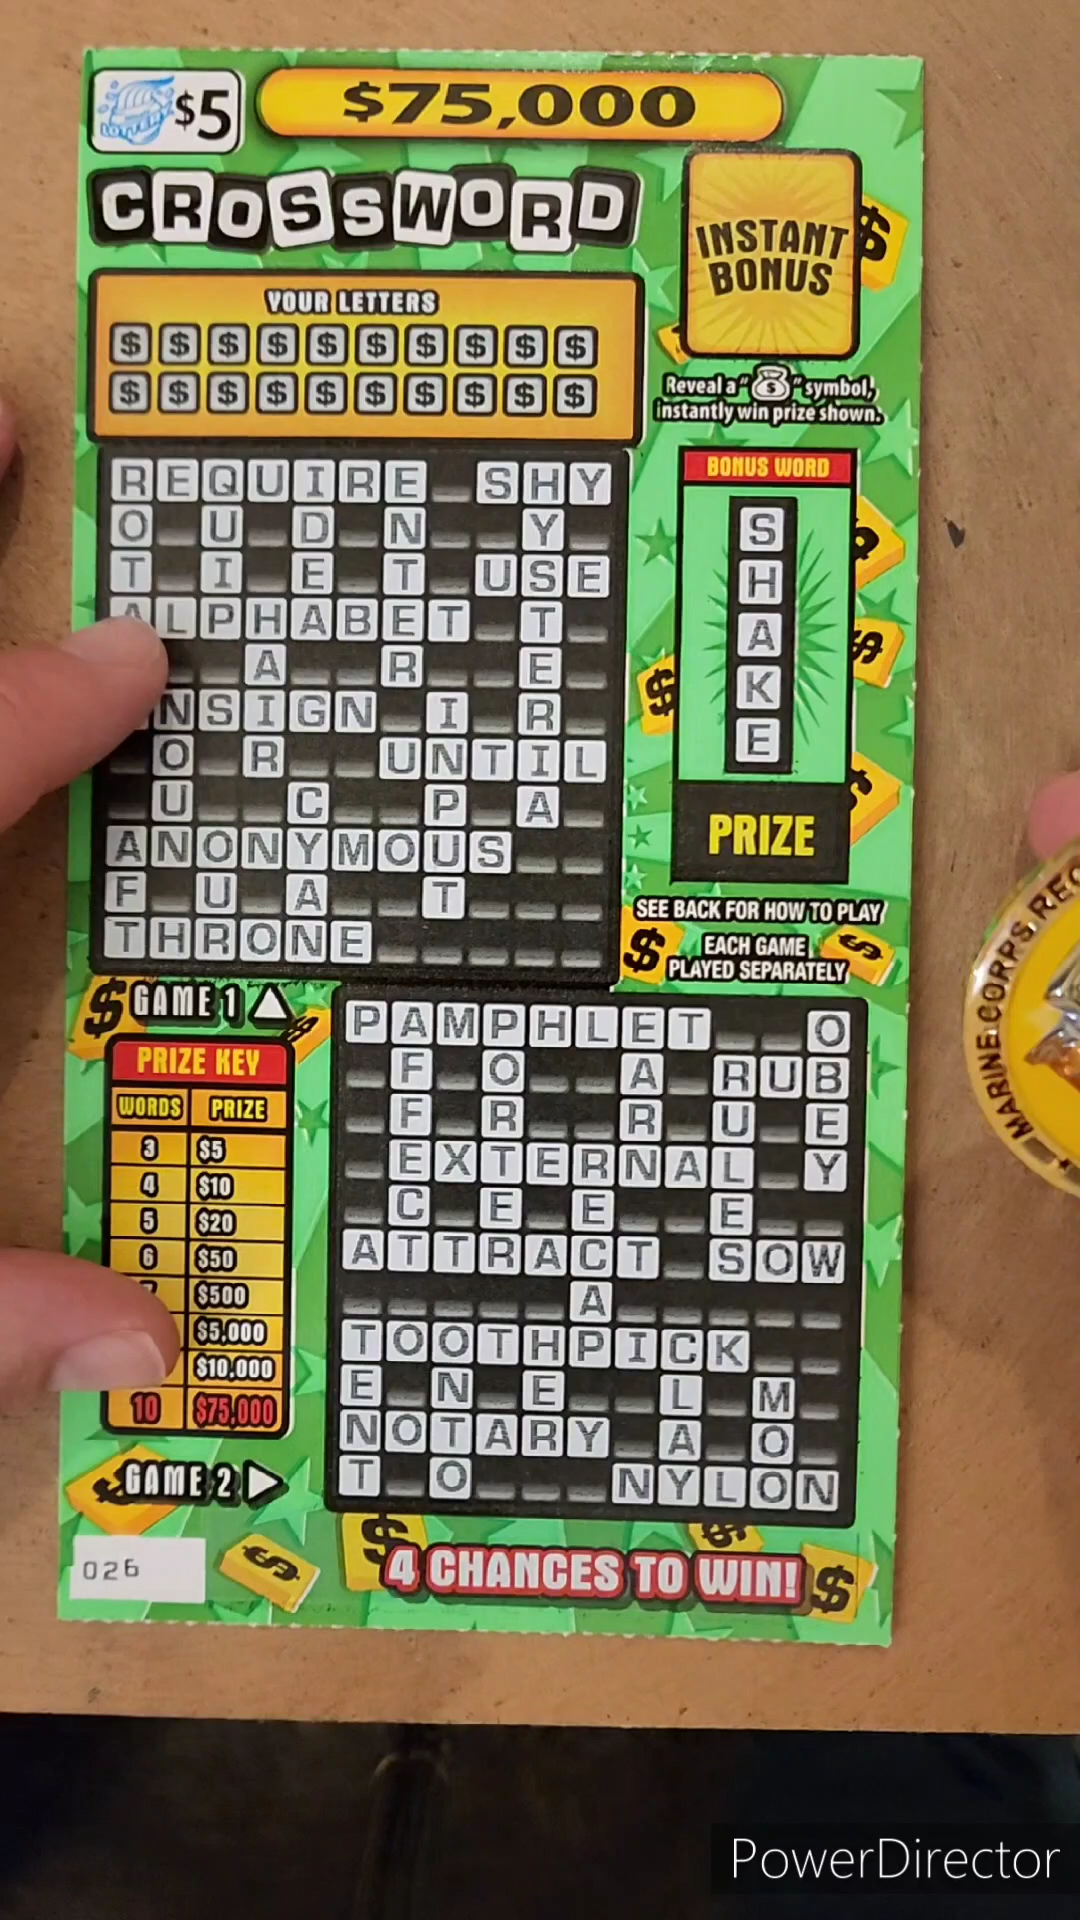 LOTTERY $5
$75,000
CROSSWORD
INSTANT
BONUS
YOUR LETTERS
$ $ $ $ $ $ $ $ $ $
$ $ $ $ $ $ $ $ $ $
Reveal a "$" symbol,
instantly win prize shown.
BONUS WORD
S
H
A
K
E
PRIZE
REQUIRE SHY
O U D N Y
T I E T USE
ALPHABET T
A R E
NSIGN I R
O R UNTIL
U C P A
ANONYMOUS
F U A T
THRONE
SEE BACK FOR HOW TO PLAY
EACH GAME
PLAYED SEPARATELY
GAME 1
PRIZE KEY
WORDS PRIZE
3 $5
4 $10
5 $20
6 $50
$500
$5,000
$10,000
10 $75,000
GAME 2
PAMPHLET O
F O A RUB
F R R U E
EXTERNAL Y
C E E E
ATTRACT SOW
A
TOOTHPICK
E N E L M
NOTARY A O
T O NYLON
026
4 CHANCES TO WIN!
MARINE CORPS REC
PowerDirector